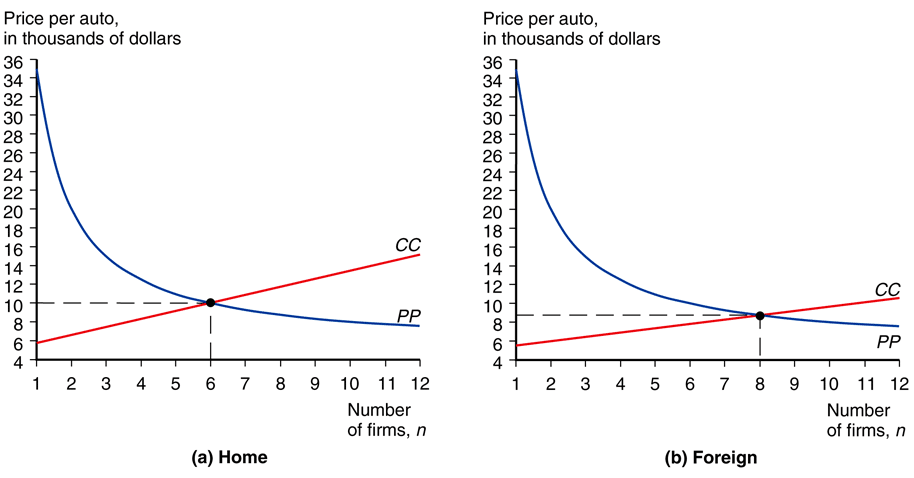 Price per auto,
in thousands of dollars
36
34
32
30
28
26
24
22
20
18
16
14
12
10
8
6
4
CC
PP
1 2 3 4 5 6 7 8 9 10 11 12
Number
of firms, n
(a) Home
Price per auto,
in thousands of dollars
36
34
32
30
28
26
24
22
20
18
16
14
12
10
8
6
4
CC
PP
1 2 3 4 5 6 7 8 9 10 11 12
Number
of firms, n
(b) Foreign